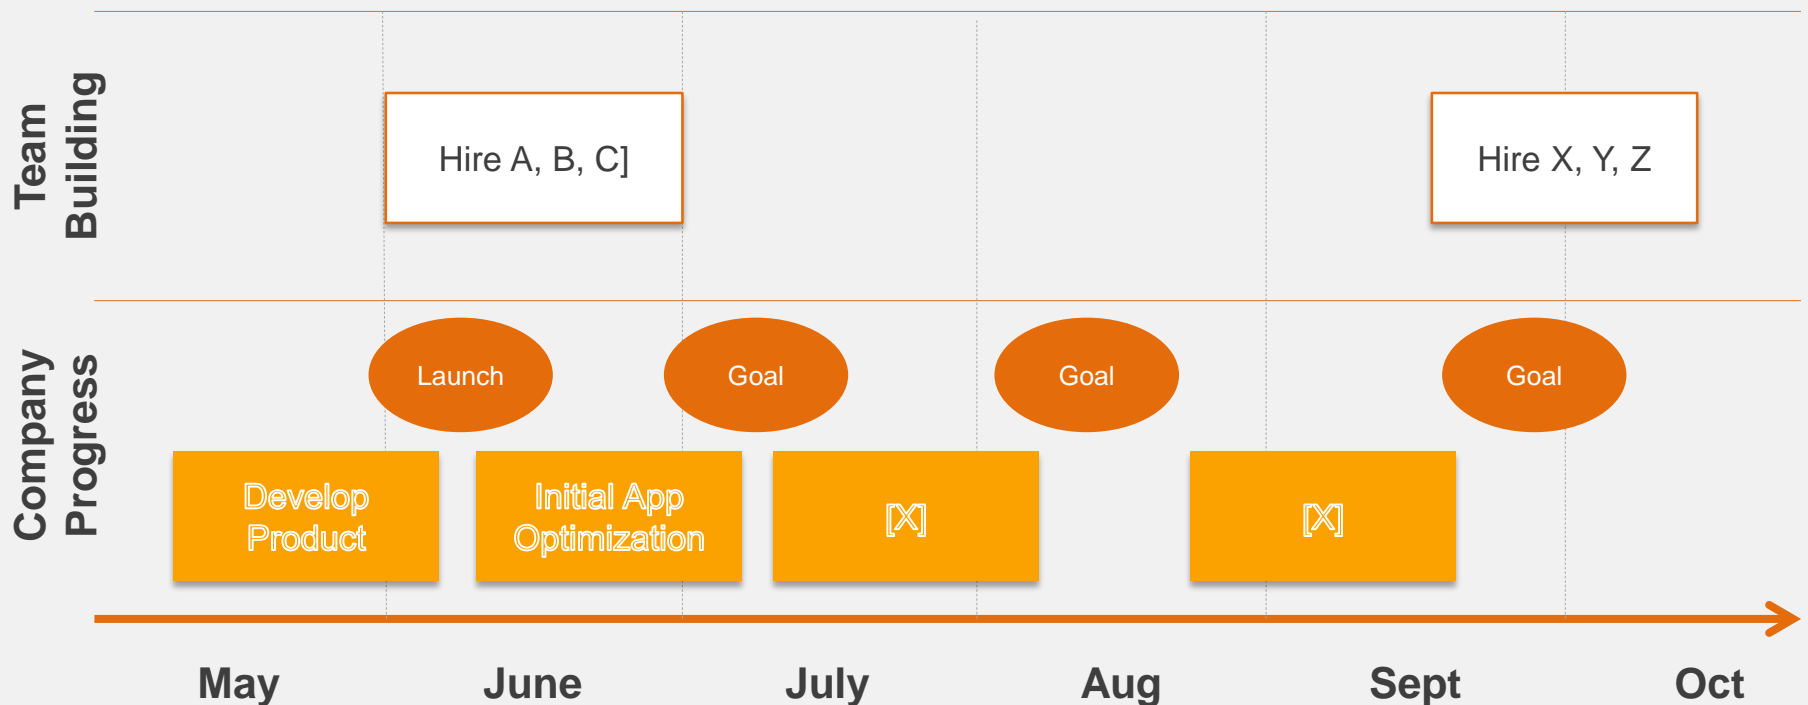 Team
Building
Hire A, B, C]
Hire X, Y, Z
Company
Progress
Launch
Goal
Goal
Goal
Develop
Product
Initial App
Optimization
[X]
[X]
May
June
July
Aug
Sept
Oct